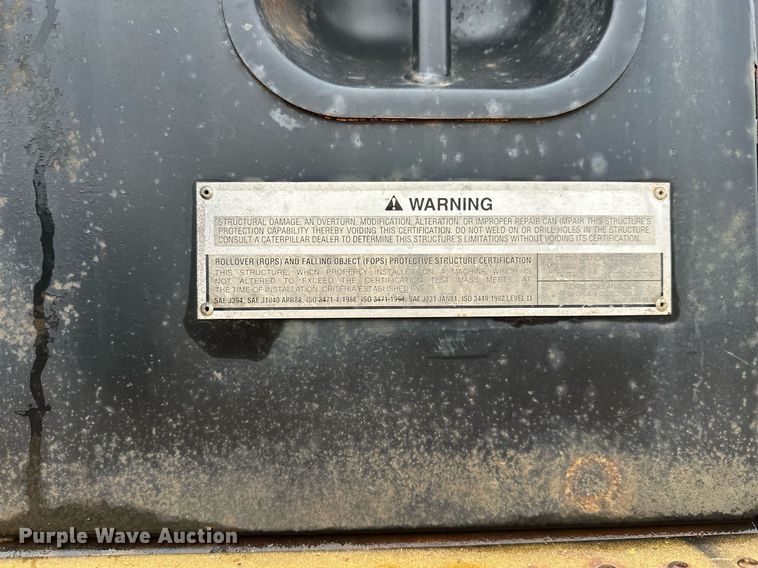 WARNING
STRUCTURAL DAMAGE, AN OVERTURN, MODIFICATION, ALTERATION, OR IMPROPER REPAIR CAN IMPAIR THIS STRUCTURE'S
PROTECTION CAPABILITY THEREBY VOIDING THIS CERTIFICATION. DO NOT WELD ON OR DRILL HOLES IN THE STRUCTURE.
CONSULT A CATERPILLAR DEALER TO DETERMINE THIS STRUCTURE'S LIMITATIONS WITHOUT VOIDING ITS CERTIFICATION.
ROLLOVER (ROPS) AND FALLING OBJECT (FOPS) PROTECTIVE STRUCTURE CERTIFICATION
THIS STRUCTURE, WHEN PROPERLY INSTALLED ON A MACHINE WHICH IS
NOT ALTERED TO EXCEED THE CERTIFICATION TEST MASS, MEETS, AT
THE TIME OF INSTALLATION, CRITERIA ESTABLISHED BY:
SAE J394, SAE J1040 APR88, ISO 3471-1:1986, ISO 3471-1994, SAE J231 JAN81, ISO 3449:1992 LEVEL II
Purple Wave Auction